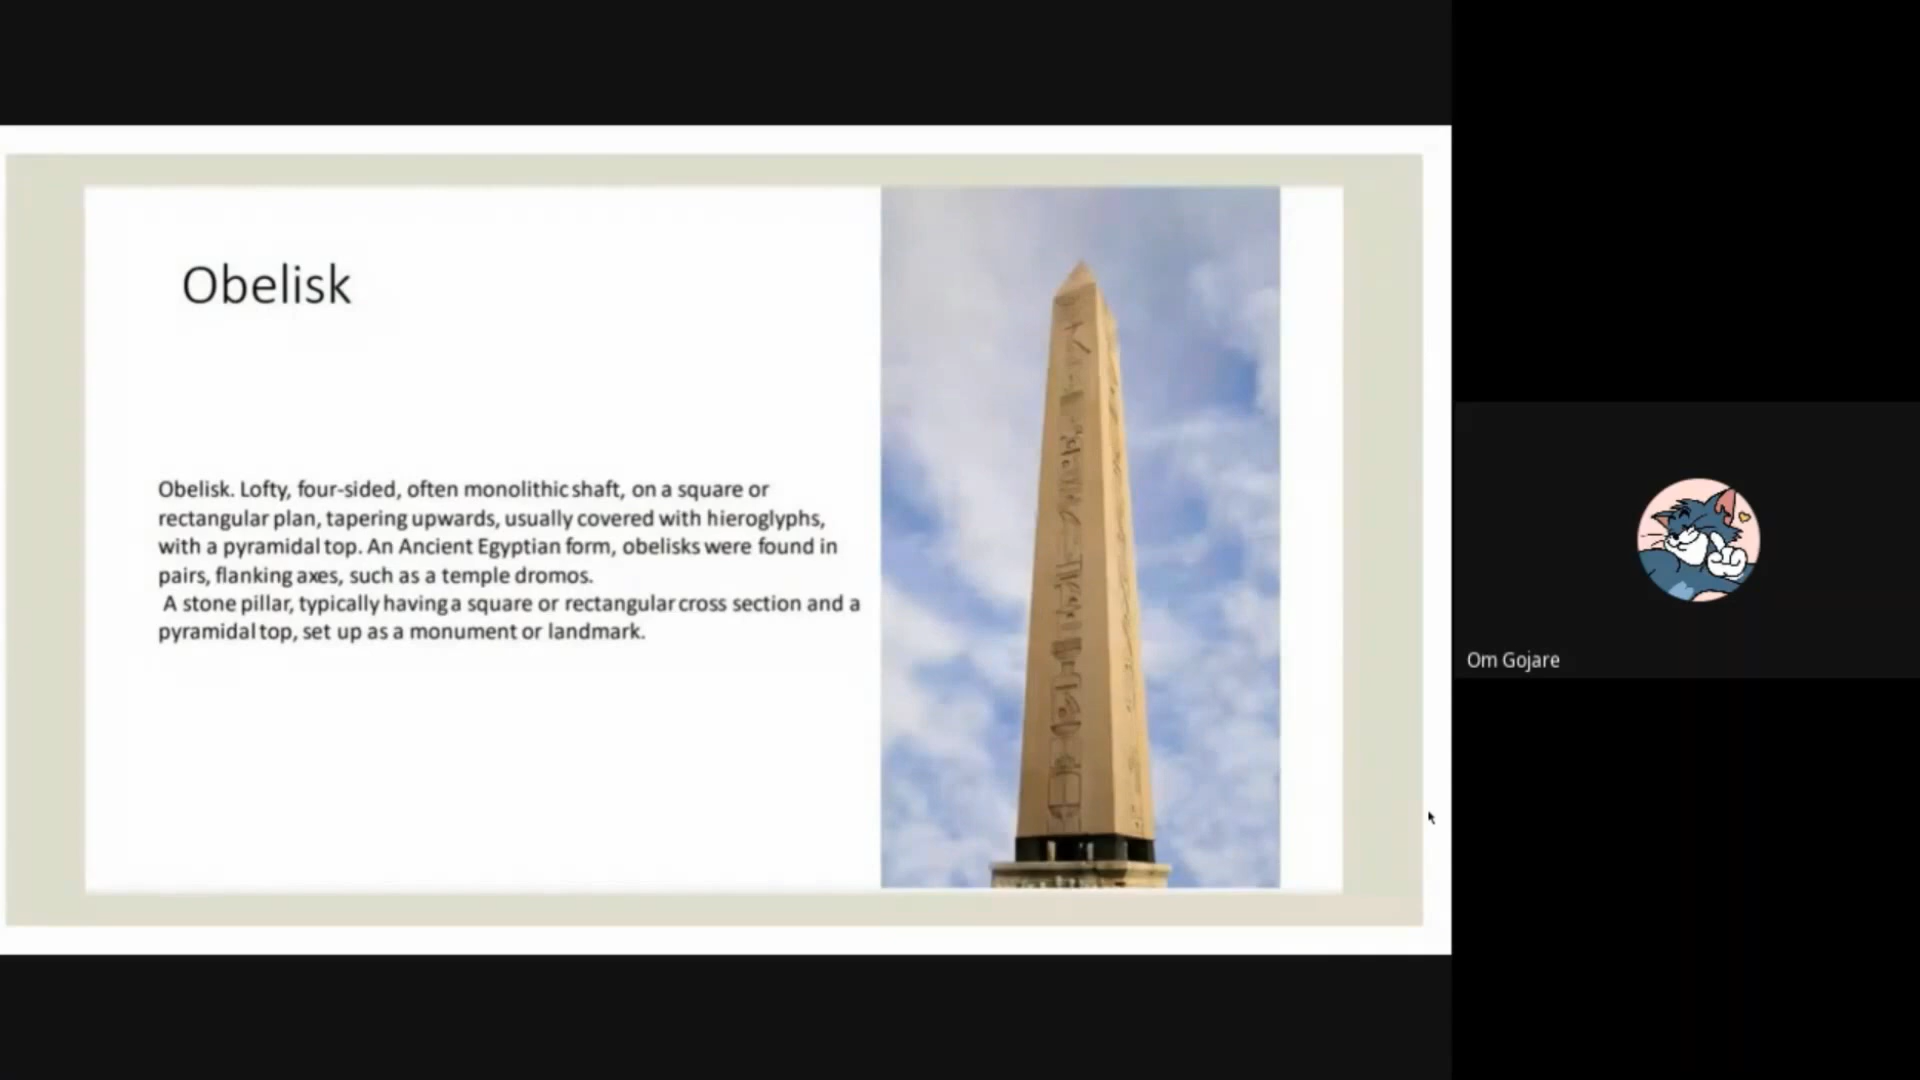 Obelisk
Obelisk. Lofty, four-sided, often monolithic shaft, on a square or
rectangular plan, tapering upwards, usually covered with hieroglyphs,
with a pyramidal top. An Ancient Egyptian form, obelisks were found in
pairs, flanking axes, such as a temple dromos.
A stone pillar, typically having a square or rectangular cross section and a
pyramidal top, set up as a monument or landmark.
Om Gojare